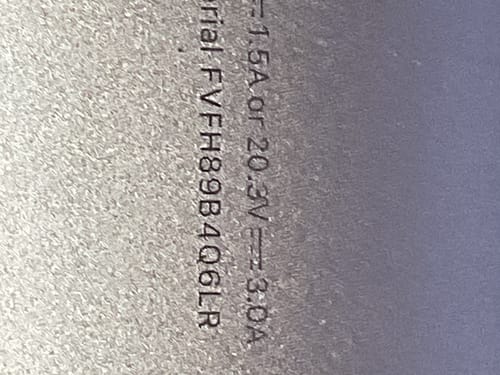 ⎓ 1.5A or 20.3V ⎓ 3.0A
rial FVFH89B4Q6LR